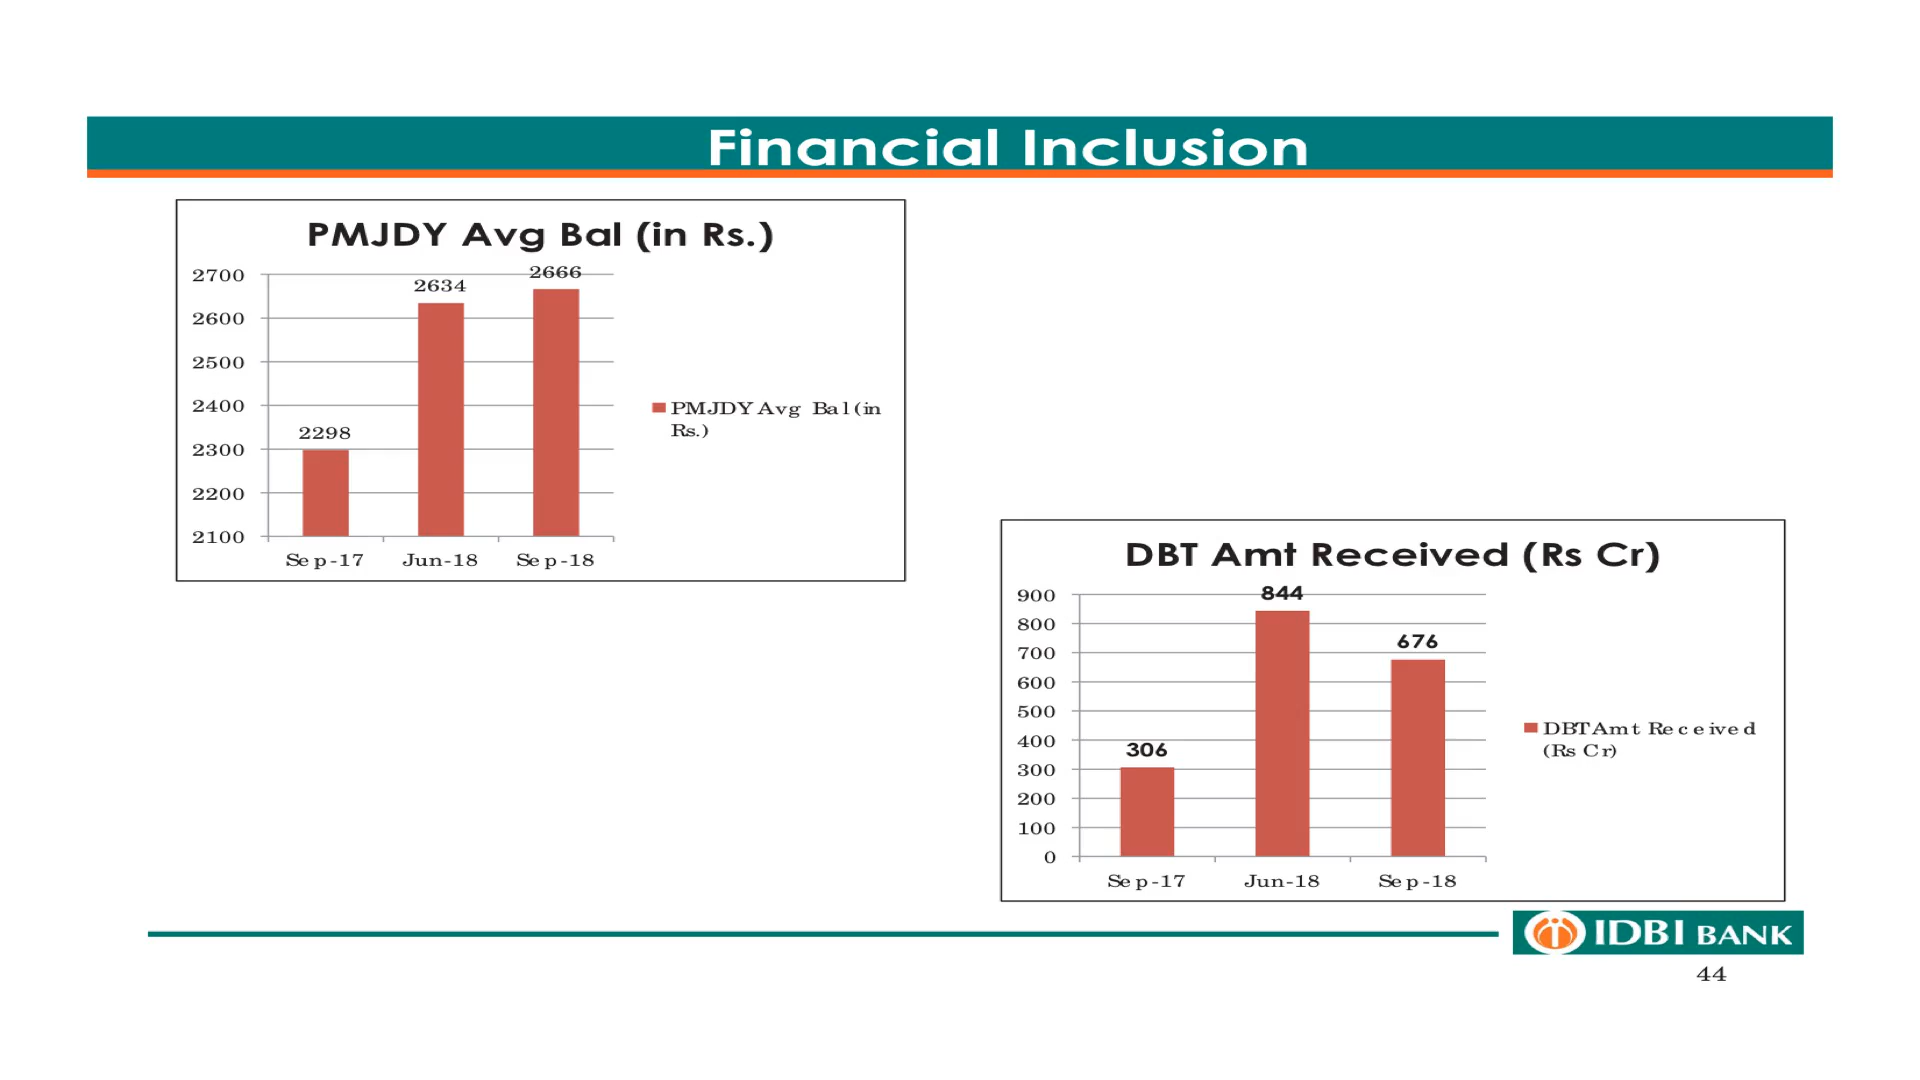 Financial Inclusion
PMJDY Avg Bal (in Rs.)
2700
2600
2500
2400
2300
2200
2100
2298
2634
2666
Sep-17 Jun-18 Sep-18
PMJDY Avg Bal (in
Rs.)
DBT Amt Received (Rs Cr)
900
800
700
600
500
400
300
200
100
0
306
844
676
Sep-17 Jun-18 Sep-18
DBT Amt Received
(Rs Cr)
IDBI BANK
44